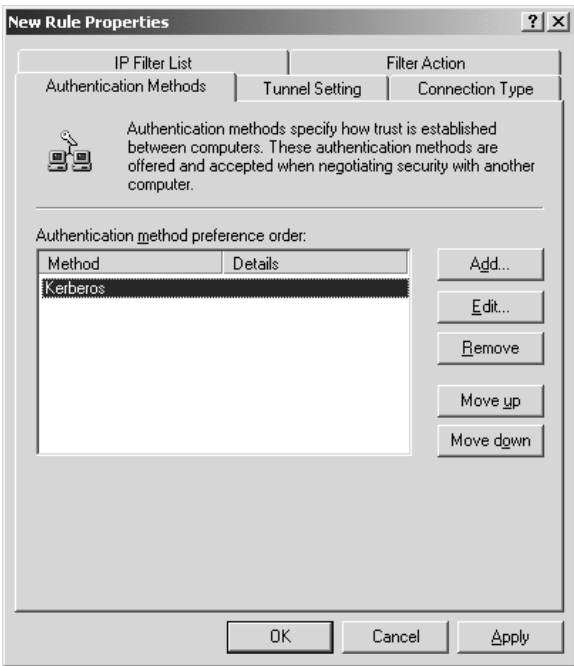 New Rule Properties
IP Filter List
Filter Action
Authentication Methods
Tunnel Setting
Connection Type
Authentication methods specify how trust is established
between computers. These authentication methods are
offered and accepted when negotiating security with another
computer.
Authentication method preference order:
Method Details
Kerberos
Add...
Edit...
Remove
Move up
Move down
OK Cancel Apply